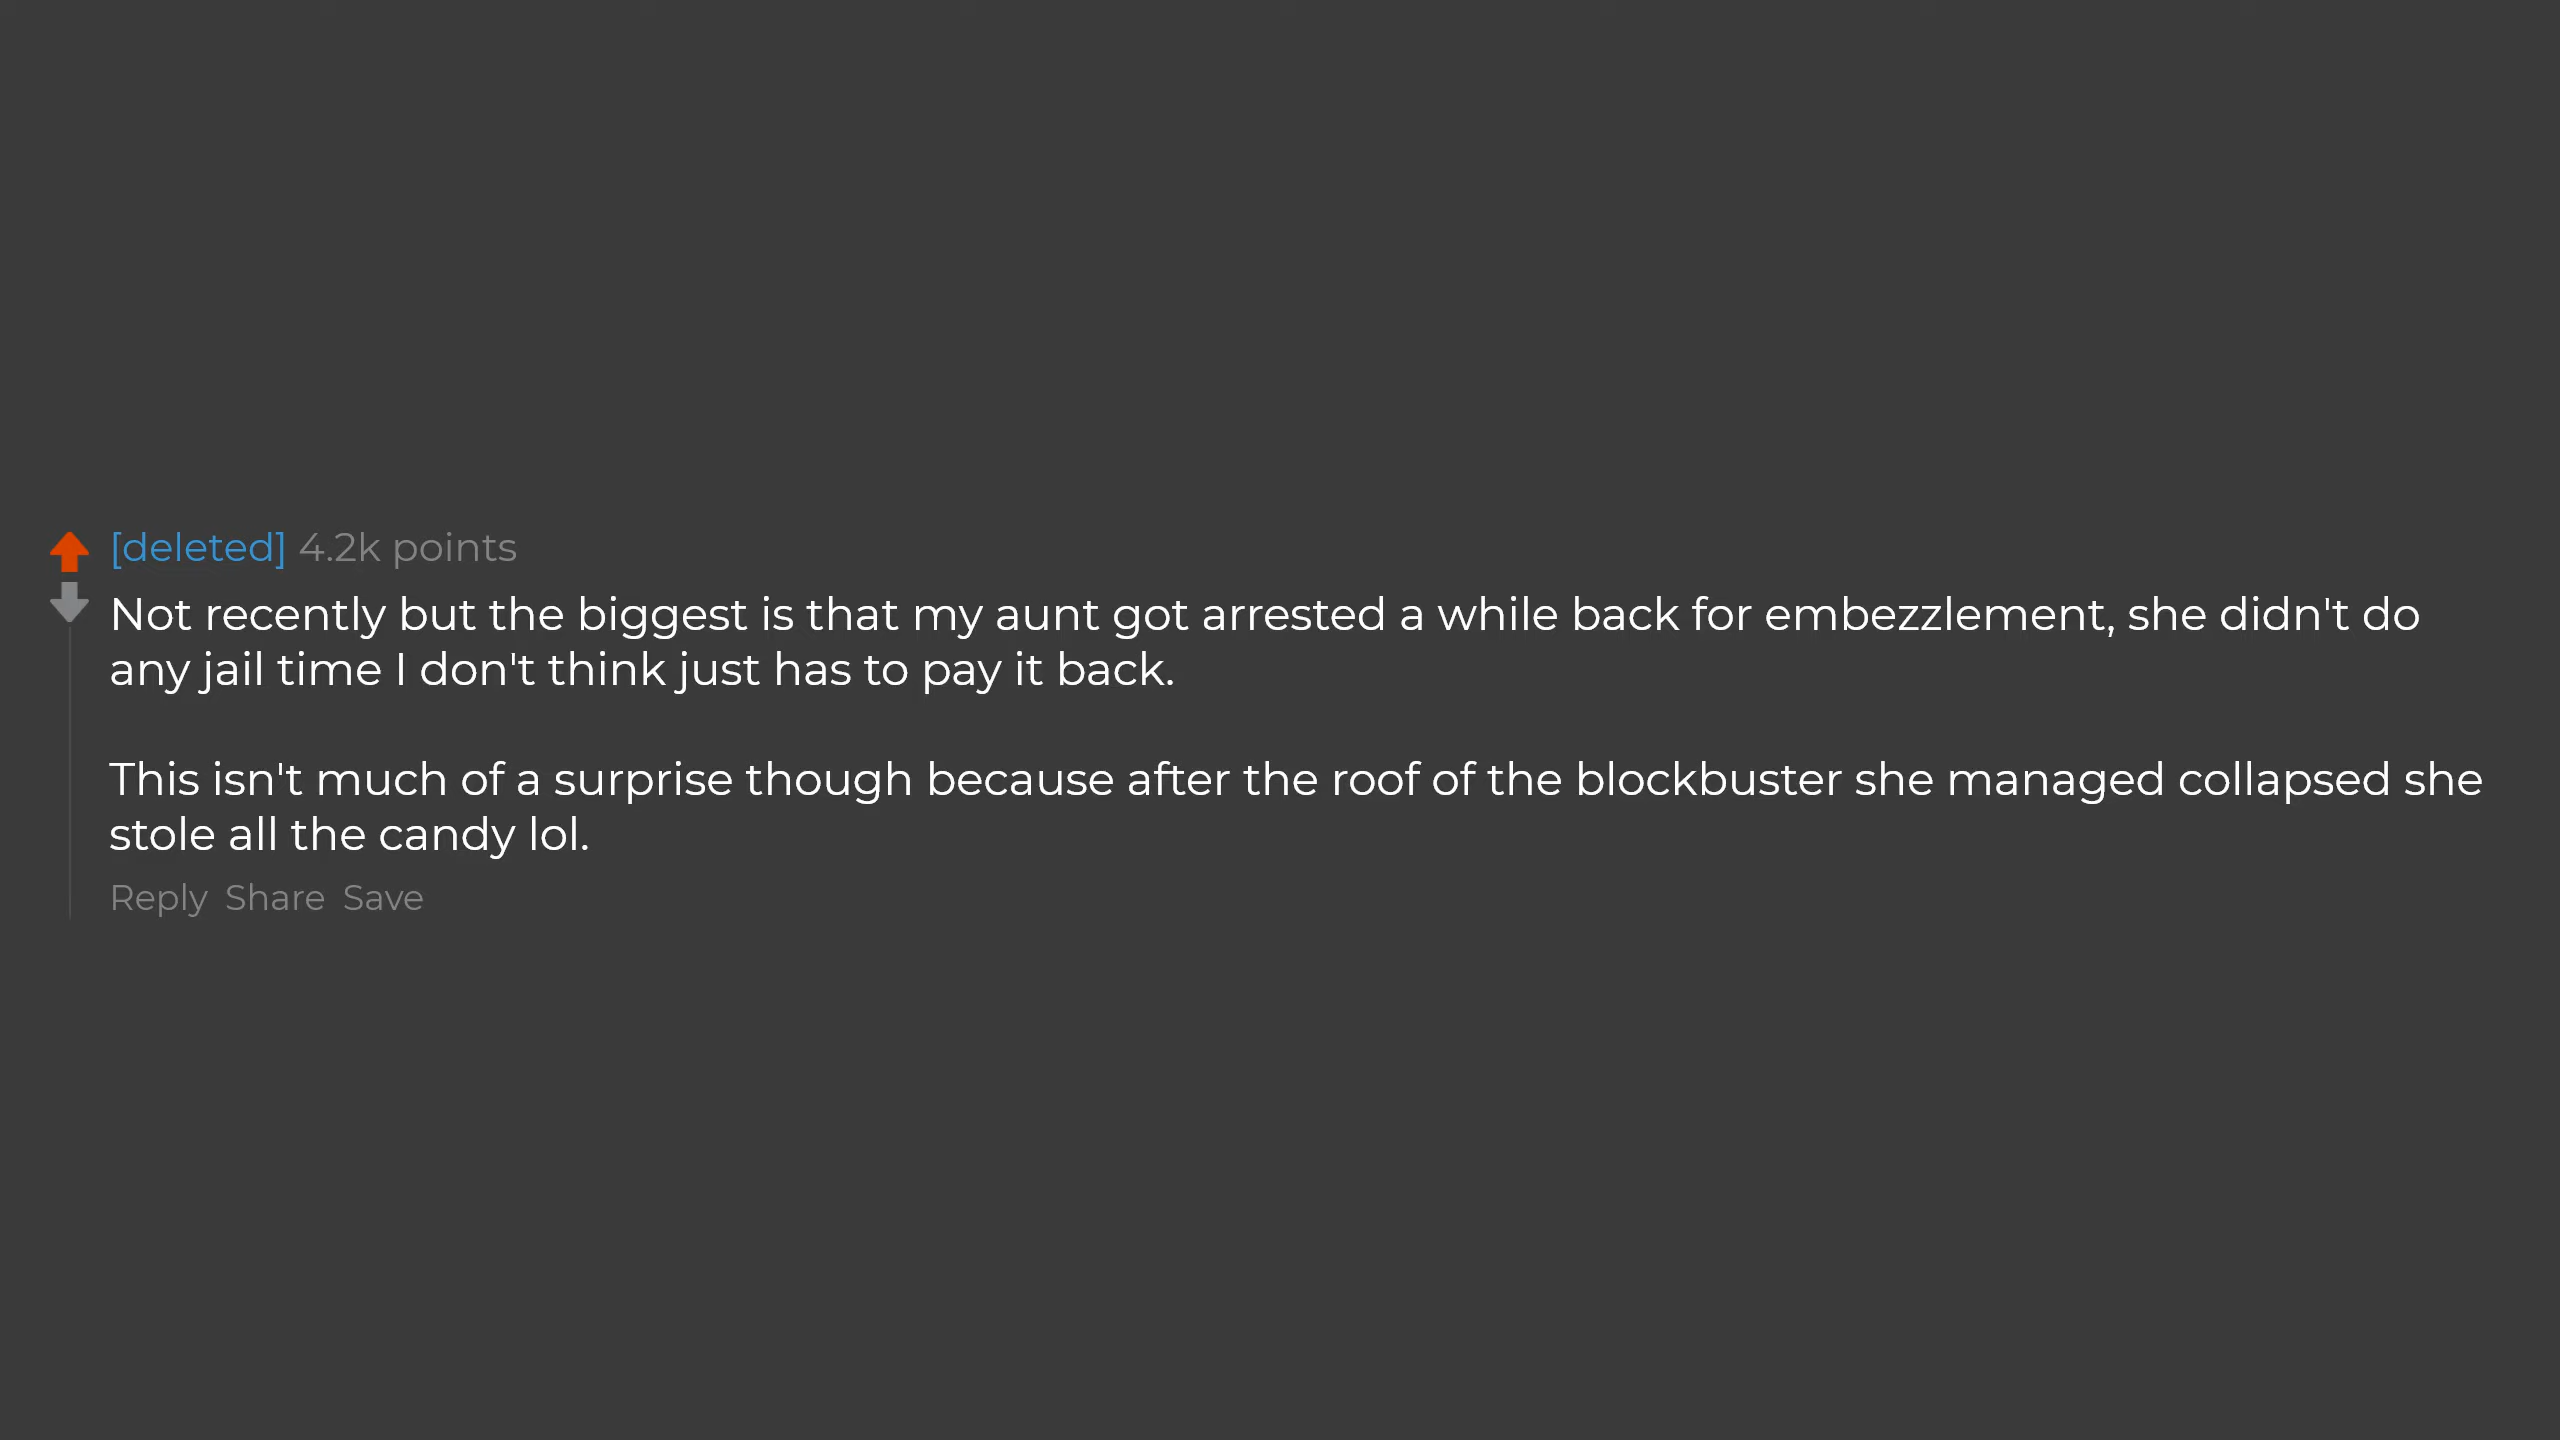 [deleted] 4.2k points
Not recently but the biggest is that my aunt got arrested a while back for embezzlement, she didn't do
any jail time I don't think just has to pay it back.
This isn't much of a surprise though because after the roof of the blockbuster she managed collapsed she
stole all the candy lol.
Reply Share Save